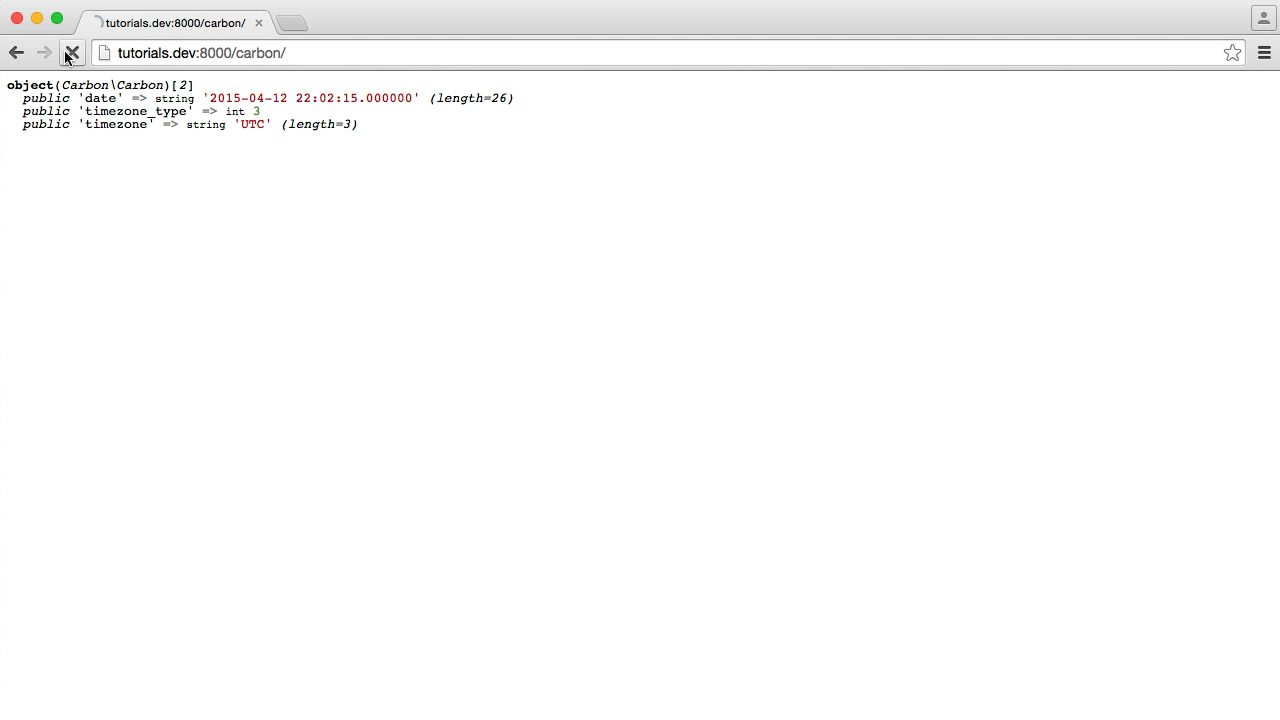 tutorials.dev:8000/carbon/
tutorials.dev:8000/carbon/
object(Carbon\Carbon)[2]
public 'date' => string '2015-04-12 22:02:15.000000' (length=26)
public 'timezone_type' => int 3
public 'timezone' => string 'UTC' (length=3)